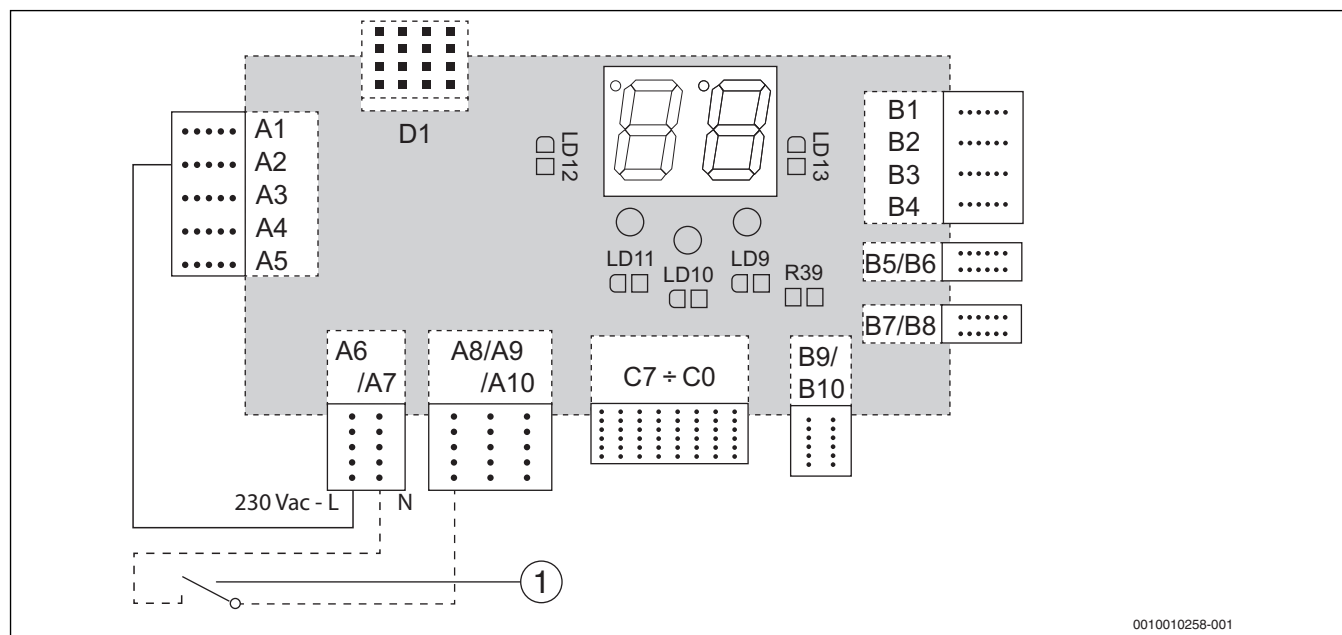 D1
A1
A2
A3
A4
A5
LD12
LD13
B1
B2
B3
B4
LD11
LD10
LD9
R39
B5/B6
B7/B8
A6
/A7
A8/A9
/A10
C7 ÷ C0
B9/
B10
230 Vac - L
N
1
0010010258-001